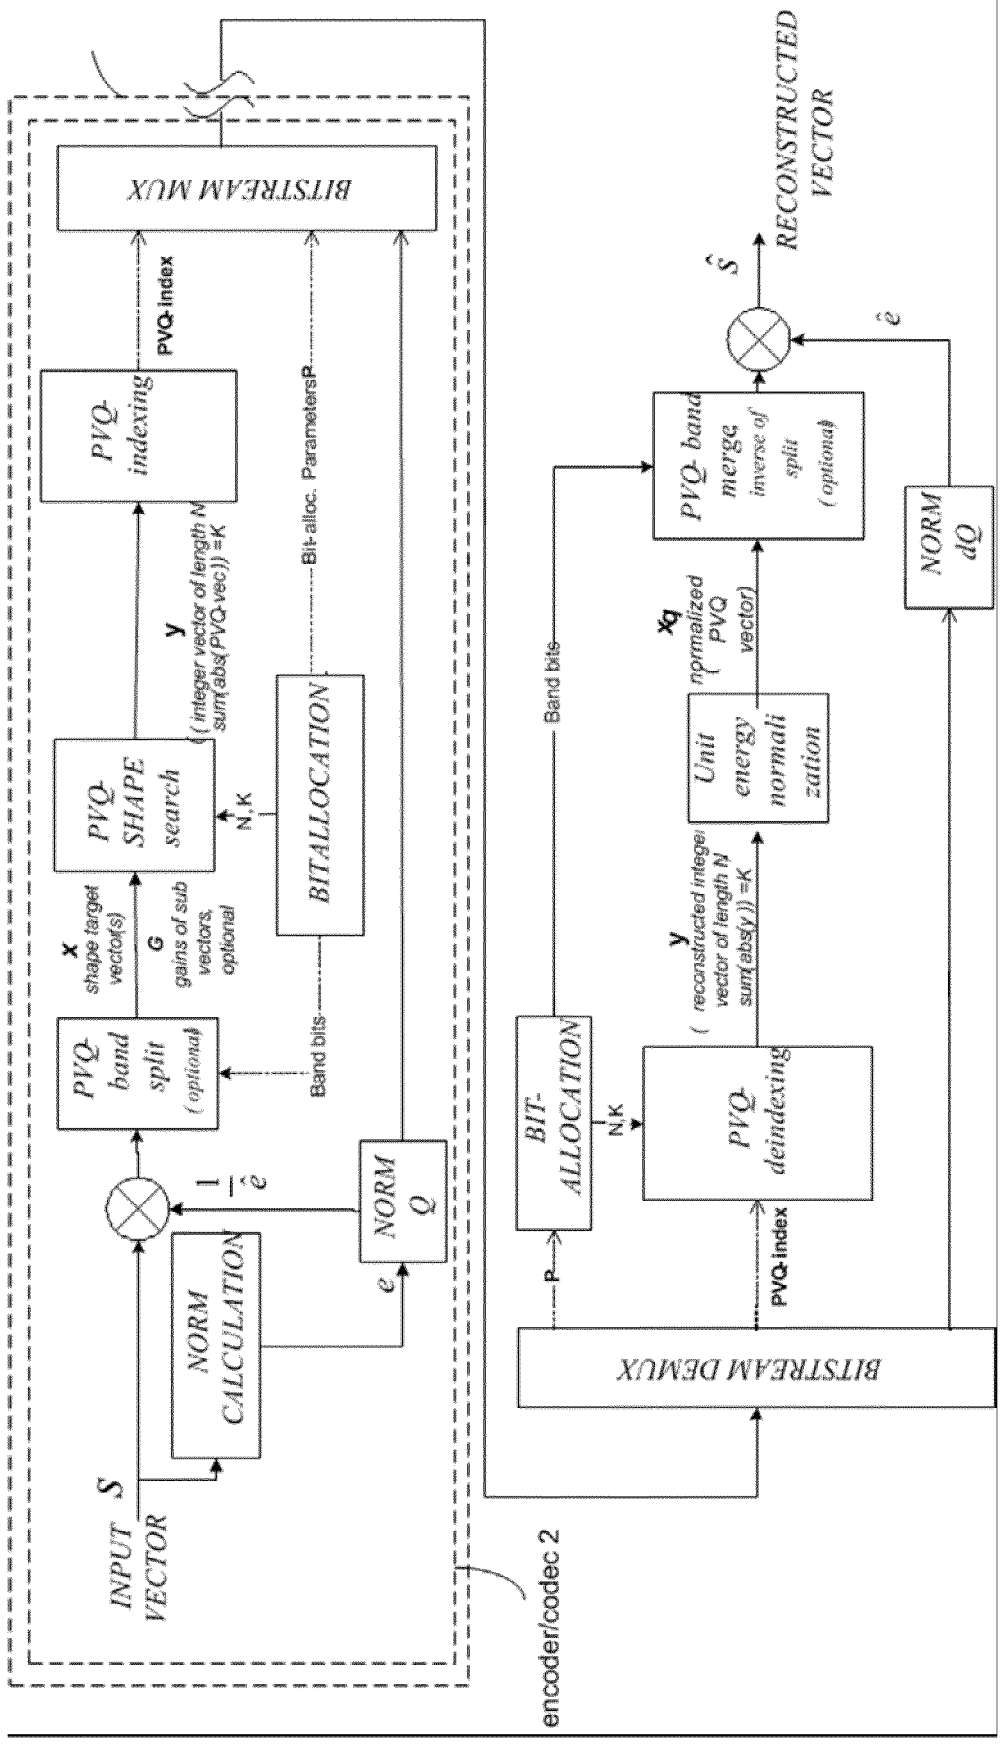 INPUT
VECTOR
S
NORM
CALCULATION
e
NORM
Q
1
ê
PVQ-
band
split
(optional)
Band bits
x
shape target
vector(s)
G
gains of sub
vectors,
optional
PVQ-
SHAPE
search
N,K
BITALLOCATION
y
((integer vector of length N
sum(abs(PVQ-vec))=K
PVQ-
indexing
PVQ-index
Bit-alloc. ParametersP
BITSTREAM MUX
encoder/codec 2
BITSTREAM DEMUX
P
PVQ-index
BIT-
ALLOCATION
N,K
PVQ-
deindexing
Band bits
y
( reconstructed integer
vector of length N
sum(abs(y))=K
Unit
energy
normali
zation
xq
normalized
( PVQ
vector)
PVQ-band
merge
inverse of
split
(optional)
NORM
dQ
ê
ŝ
RECONSTRUCTED
VECTOR